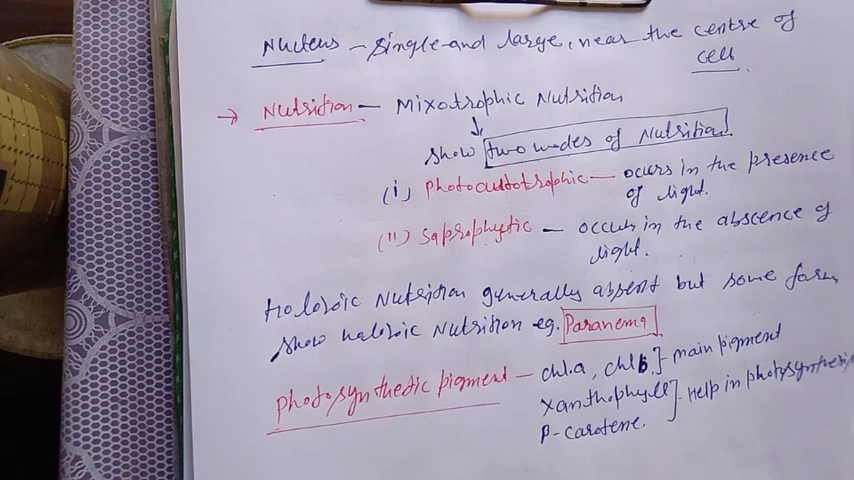 Nucleus - Single and large, near the centre of
cell
→ Nutrition - Mixotrophic Nutrition
↓
show two modes of Nutrition
(i) Photoautotrophic - occurs in the presence
of light.
(ii) Saprophytic - occurs in the abscence of
light.
Holozoic Nutrition generally absent but some form
show holozoic Nutrition eg. Paranema
Photosynthetic pigment - chl.a, chl b.] - main pigment
Xanthophyll] - Help in photosynthesis
β-carotene.